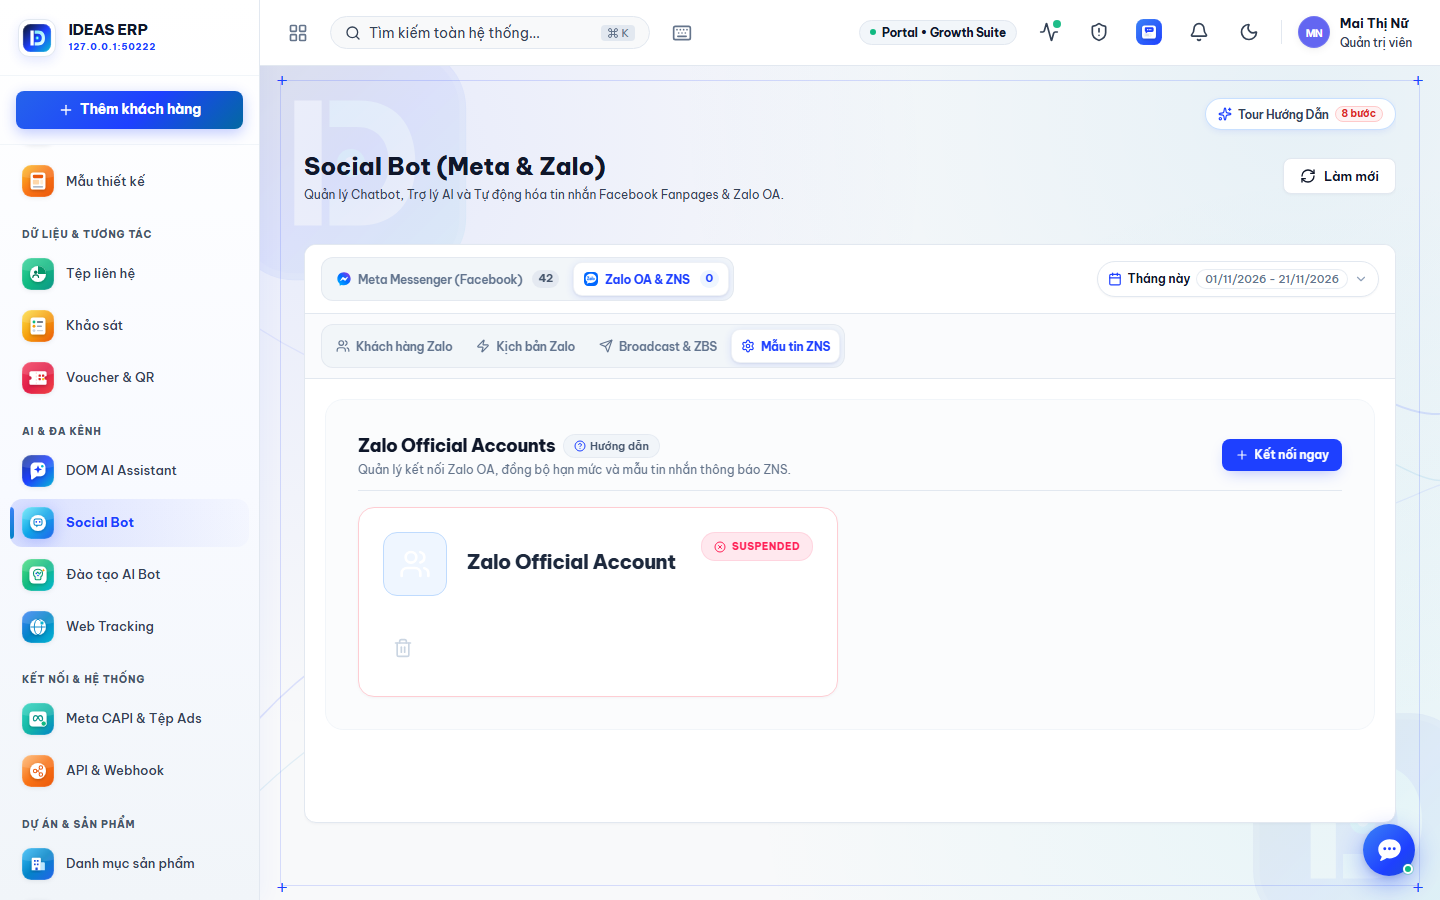 IDEAS ERP
127.0.0.1:50222
Thêm khách hàng
Mẫu thiết kế
DỮ LIỆU & TƯƠNG TÁC
Tệp liên hệ
Khảo sát
Voucher & QR
AI & ĐA KÊNH
DOM AI Assistant
Social Bot
Đào tạo AI Bot
Web Tracking
KẾT NỐI & HỆ THỐNG
Meta CAPI & Tệp Ads
API & Webhook
DỰ ÁN & SẢN PHẨM
Danh mục sản phẩm
Tìm kiếm toàn hệ thống...
⌘ K
Portal • Growth Suite
MN
Mai Thị Nữ
Quản trị viên
Tour Hướng Dẫn
8 bước
Social Bot (Meta & Zalo)
Quản lý Chatbot, Trợ lý AI và Tự động hóa tin nhắn Facebook Fanpages & Zalo OA.
Làm mới
Meta Messenger (Facebook) 42
Zalo OA & ZNS 0
Tháng này 01/11/2026 - 21/11/2026
Khách hàng Zalo
Kịch bản Zalo
Broadcast & ZBS
Mẫu tin ZNS
Zalo Official Accounts
Hướng dẫn
Quản lý kết nối Zalo OA, đồng bộ hạn mức và mẫu tin nhắn thông báo ZNS.
Kết nối ngay
Zalo Official Account
SUSPENDED